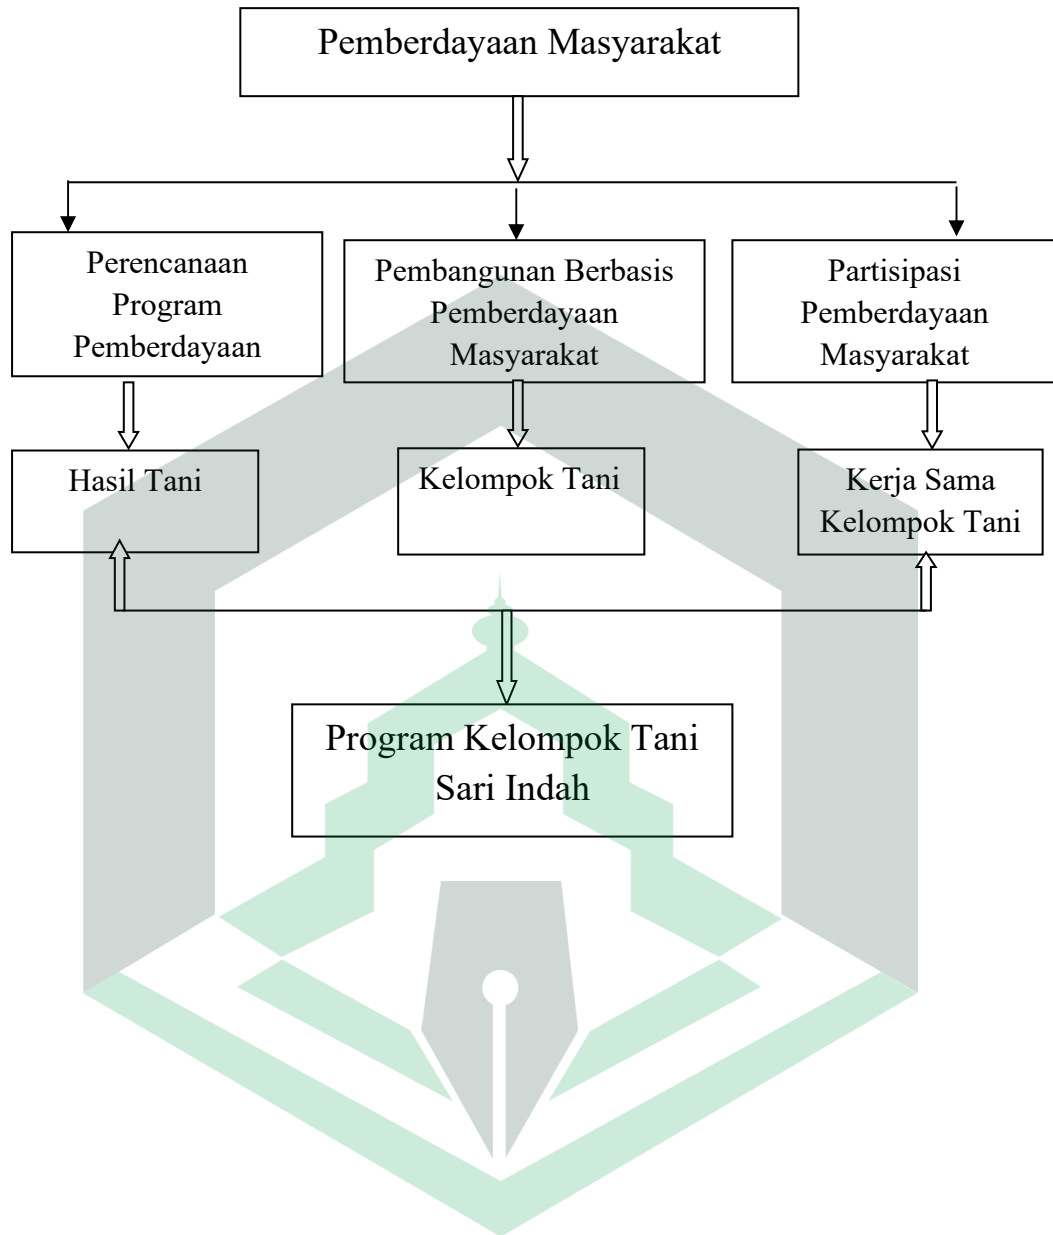 Pemberdayaan Masyarakat
Perencanaan
Program
Pemberdayaan
Pembangunan Berbasis
Pemberdayaan
Masyarakat
Partisipasi
Pemberdayaan
Masyarakat
Hasil Tani
Kelompok Tani
Kerja Sama
Kelompok Tani
Program Kelompok Tani
Sari Indah